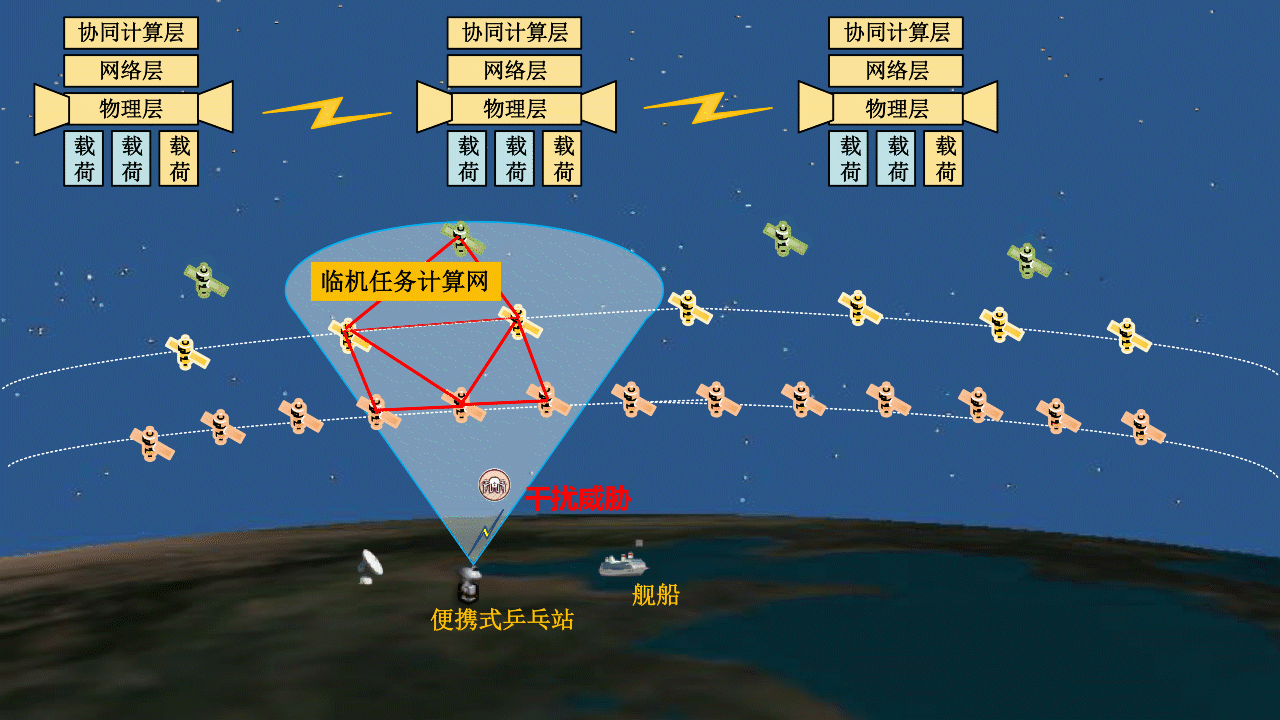 协同计算层
网络层
物理层
载荷
载荷
载荷
协同计算层
网络层
物理层
载荷
载荷
载荷
协同计算层
网络层
物理层
载荷
载荷
载荷
临机任务计算网
干扰威胁
舰船
便携式乒乓站